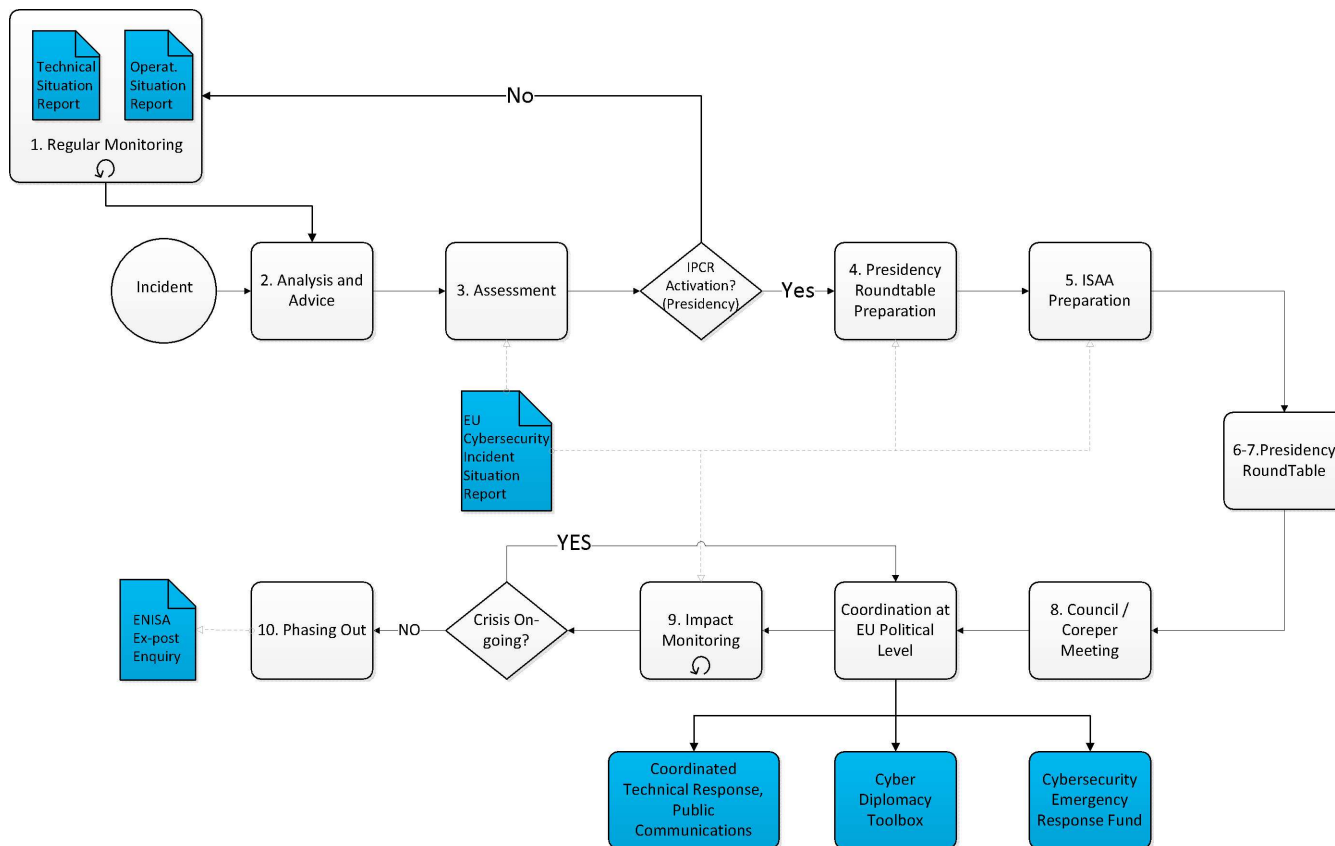 Technical
Situation
Report
Operat.
Situation
Report
1. Regular Monitoring
No
Incident
2. Analysis and
Advice
3. Assessment
IPCR
Activation?
(Presidency)
Yes
4. Presidency
Roundtable
Preparation
5. ISAA
Preparation
EU
Cybersecurity
Incident
Situation
Report
6-7.Presidency
RoundTable
YES
ENISA
Ex-post
Enquiry
10. Phasing Out
NO
Crisis On-
going?
9. Impact
Monitoring
Coordination at
EU Political
Level
8. Council /
Coreper
Meeting
Coordinated
Technical Response,
Public
Communications
Cyber
Diplomacy
Toolbox
Cybersecurity
Emergency
Response Fund